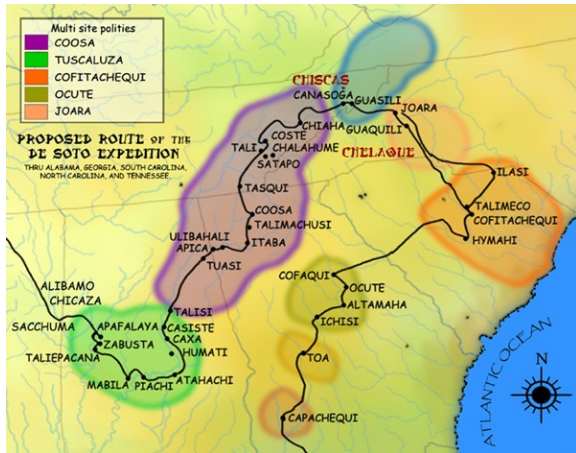 Multi site polities
COOSA
TUSCALUZA
COFITACHEQUI
OCUTE
JOARA
PROPOSED ROUTE OF THE
DE SOTO EXPEDITION
THRU ALABAMA, GEORGIA, SOUTH CAROLINA,
NORTH CAROLINA, AND TENNESSEE.
CHISCAS
CANASOGA
GUASILI
JOARA
CHIAHA
GUAQUILI
COSTE
TALI
CHALAHUME
SATAPO
CHELAQUE
ILASI
TASQUI
TALIMECO
COFITACHEQUI
COOSA
TALIMACHUSI
HYMAHI
ULIBAHALI
APICA
ITABA
TUASI
COFAQUI
OCUTE
ALIBAMO
CHICAZA
ALTAMAHA
TALISI
ICHISI
SACCHUMA
APAFALAYA
CASISTE
ZABUSTA
CAXA
HUMATI
TALIEPACANA
TOA
MABILA
PIACHI
ATAHACHI
CAPACHEQUI
ATLANTIC OCEAN
N